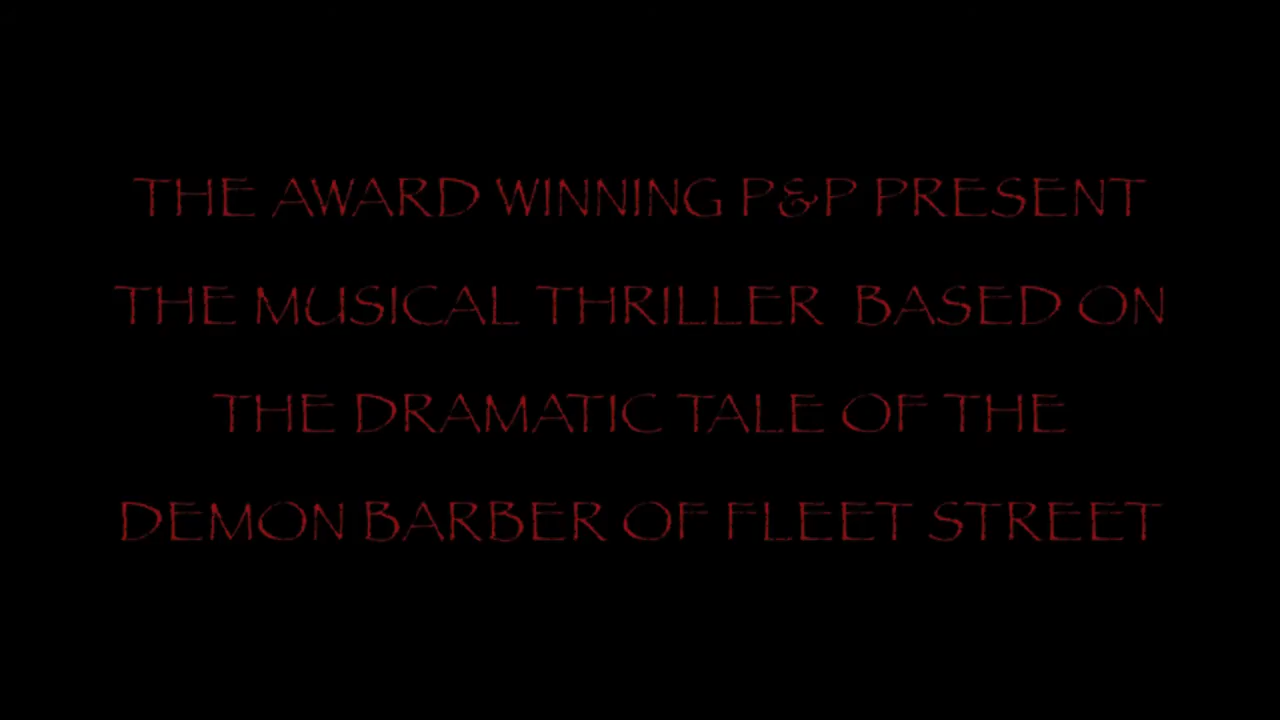 THE AWARD WINNING P&P PRESENT
THE MUSICAL THRILLER BASED ON
THE DRAMATIC TALE OF THE
DEMON BARBER OF FLEET STREET